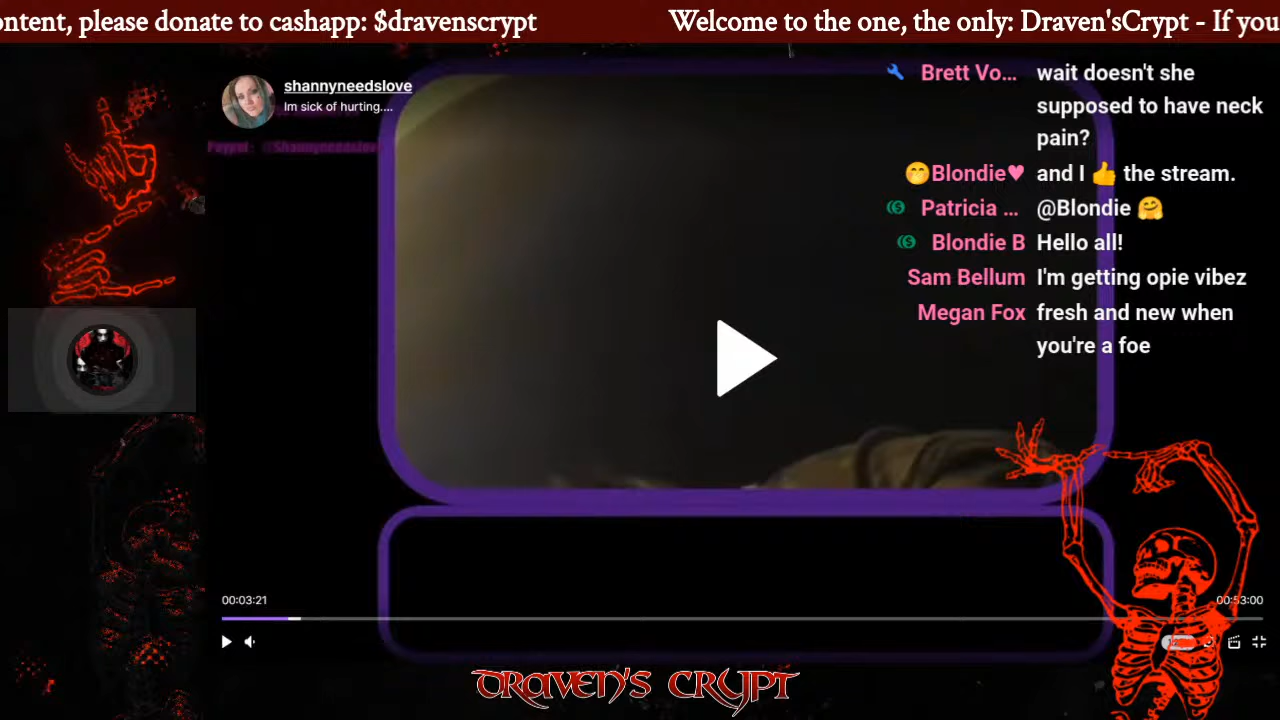 ontent, please donate to cashapp: $dravenscrypt Welcome to the one, the only: Draven'sCrypt - If you
shannyneedslove
Im sick of hurting....
Paypal: @Shannyneedslov
Brett Vo... wait doesn't she
supposed to have neck
pain?
🤭Blondie♥ and I 👍 the stream.
Patricia ... @Blondie 🤗
Blondie B Hello all!
Sam Bellum I'm getting opie vibez
Megan Fox fresh and new when
you're a foe
00:03:21
00:53:00
DRAVEN'S CRYPT